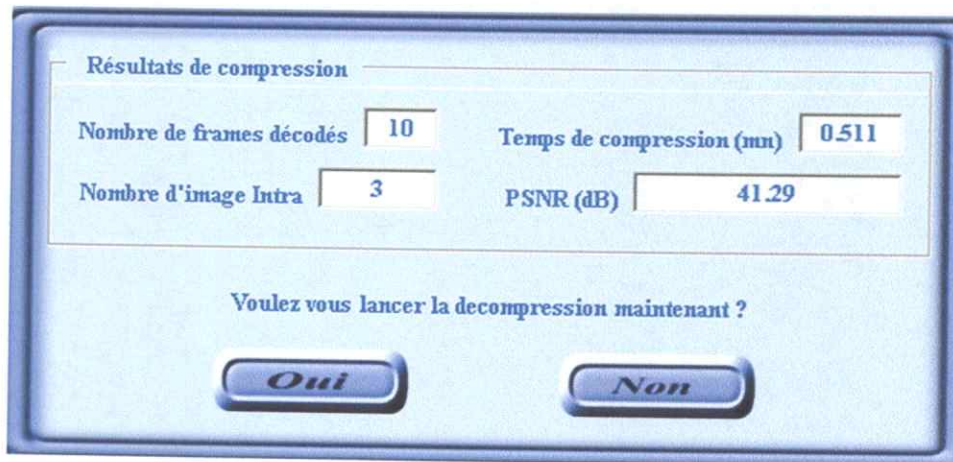 Résultats de compression
Nombre de frames décodés 10 Temps de compression (mn) 0.511
Nombre d'image Intra 3 PSNR (dB) 41.29
Voulez vous lancer la decompression maintenant ?
Oui Non